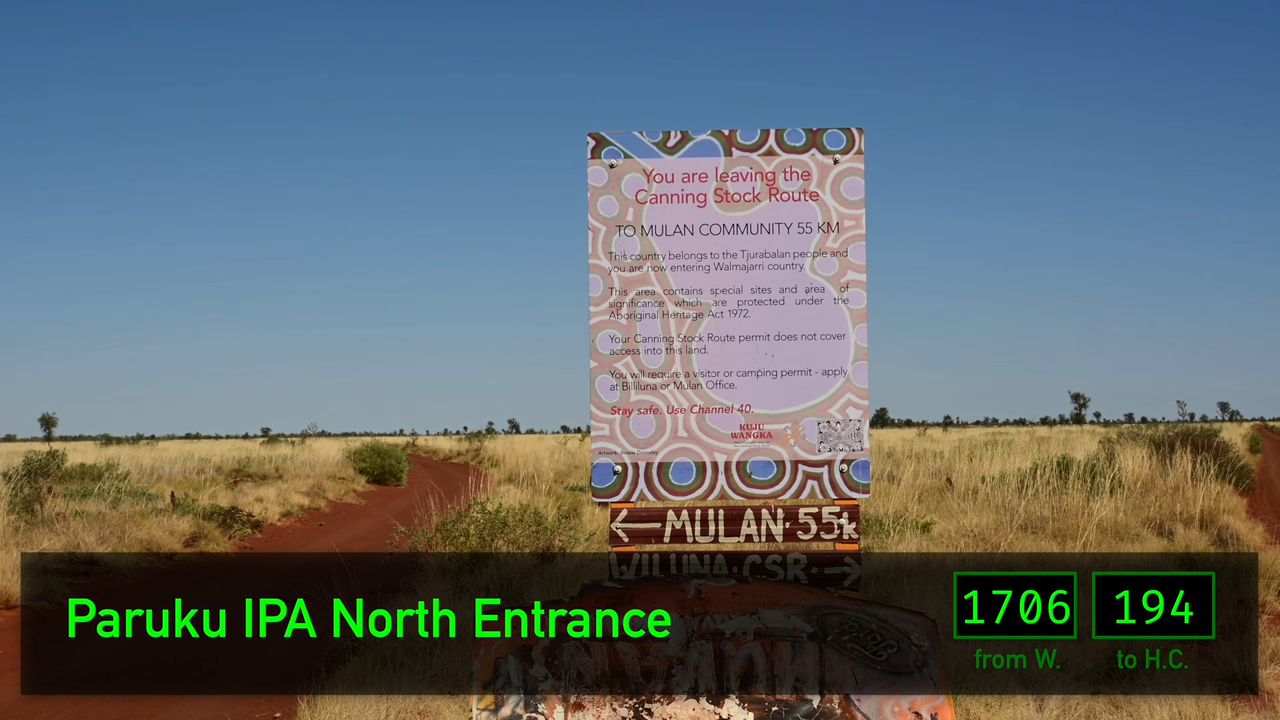 You are leaving the
Canning Stock Route
TO MULAN COMMUNITY 55 KM
This country belongs to the Tjurabalan people and
you are now entering Walmajarri country.
This area contains special sites and area of
significance which are protected under the
Aboriginal Heritage Act 1972.
Your Canning Stock Route permit does not cover
access into this land.
You will require a visitor or camping permit - apply
at Billiluna or Mulan Office.
Stay safe. Use Channel 40.
KUJU
WANGKA
← MULAN · 55k
WILUNA · CSR · →
Paruku IPA North Entrance
1706 194
from W. to H.C.